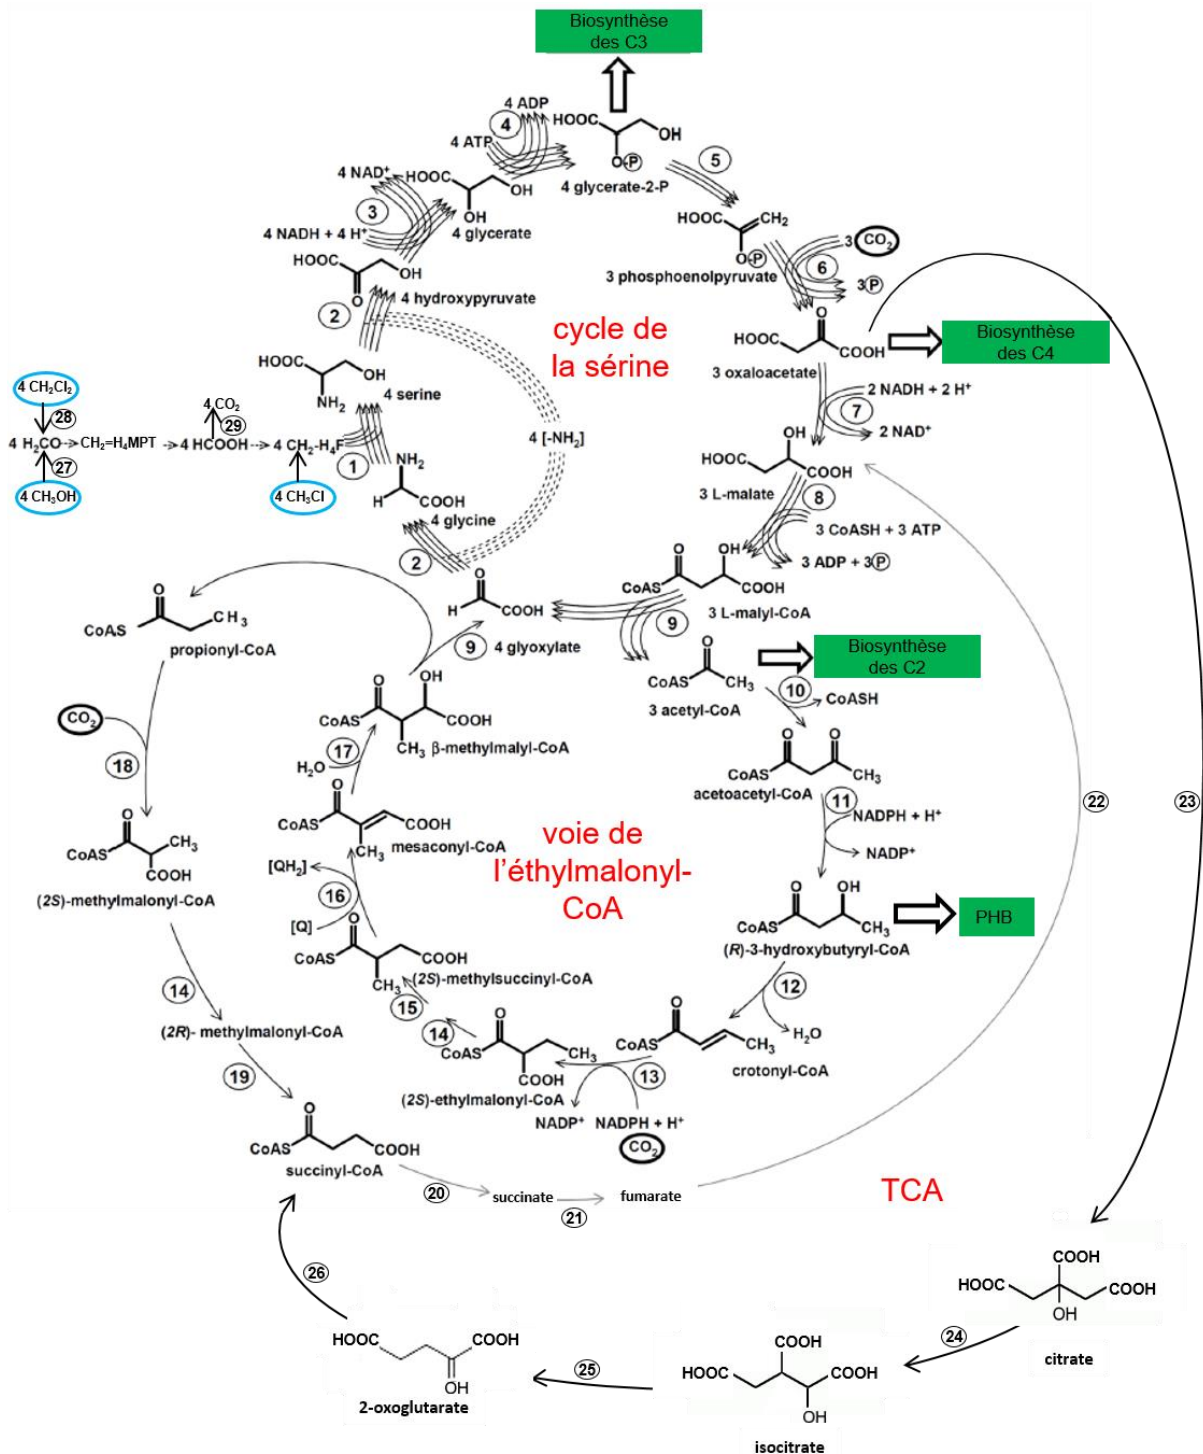 Biosynthèse
des C3
4 ADP
4
4 ATP
HOOC
OH
O-P
4 glycerate-2-P
5
4 NAD⁺
HOOC
OH
OH
4 glycerate
3
4 NADH + 4 H⁺
HOOC
OH
O
4 hydroxypyruvate
2
HOOC
CH₂
O-P
3 phosphoenolpyruvate
3 CO₂
6
3P
cycle de
la sérine
O
HOOC
COOH
3 oxaloacetate
Biosynthèse
des C4
HOOC
OH
NH₂
4 serine
2 NADH + 2 H⁺
7
2 NAD⁺
4 CH₂Cl₂
28
4 CO₂
29
4 H₂CO
CH₂=H₄MPT
4 HCOOH
4 CH₂-H₄F
27
4 CH₃OH
4 CH₃Cl
1
4 [-NH₂]
NH₂
H
COOH
4 glycine
2
OH
HOOC
COOH
3 L-malate
8
3 CoASH + 3 ATP
3 ADP + 3P
O
OH
CoAS
COOH
3 L-malyl-CoA
9
O
H
COOH
4 glyoxylate
9
O
CoAS
CH₃
propionyl-CoA
O
CoAS
CH₃
3 acetyl-CoA
Biosynthèse
des C2
10
CoASH
O
OH
CoAS
COOH
CH₃
β-methylmalyl-CoA
CO₂
18
17
H₂O
O
O
CoAS
CH₃
acetoacetyl-CoA
11
NADPH + H⁺
NADP⁺
22
23
O
CoAS
COOH
CH₃
mesaconyl-CoA
voie de
l'éthylmalonyl-
CoA
O
CoAS
CH₃
COOH
(2S)-methylmalonyl-CoA
[QH₂]
16
[Q]
O
OH
CoAS
CH₃
(R)-3-hydroxybutyryl-CoA
PHB
O
CoAS
COOH
CH₃
(2S)-methylsuccinyl-CoA
12
H₂O
14
15
14
(2R)- methylmalonyl-CoA
O
CoAS
CH₃
COOH
(2S)-ethylmalonyl-CoA
O
CoAS
CH₃
crotonyl-CoA
13
NADP⁺
NADPH + H⁺
CO₂
19
O
CoAS
COOH
succinyl-CoA
20
succinate
21
fumarate
TCA
26
COOH
HOOC
COOH
OH
citrate
24
HOOC
COOH
OH
2-oxoglutarate
25
COOH
HOOC
COOH
OH
isocitrate